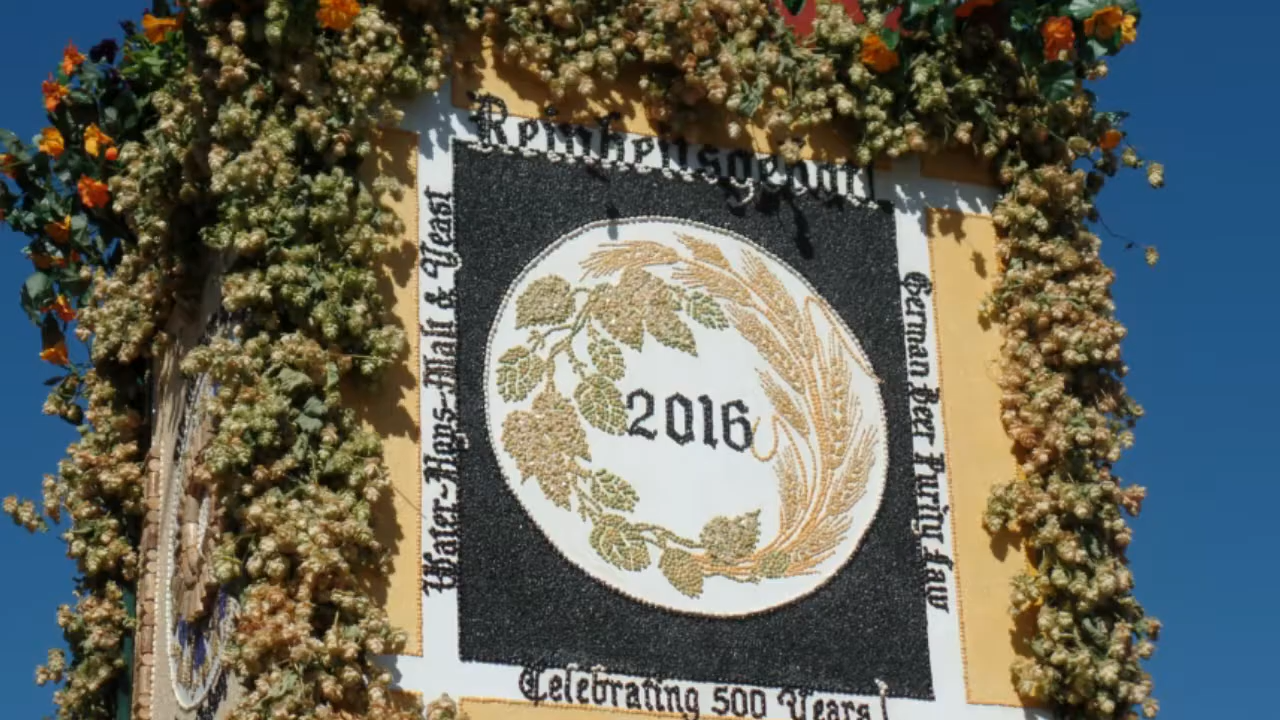 Reinheitsgebot!
Water-Hops-Malt & Yeast
2016
German Beer Purity Law
Celebrating 500 Years!